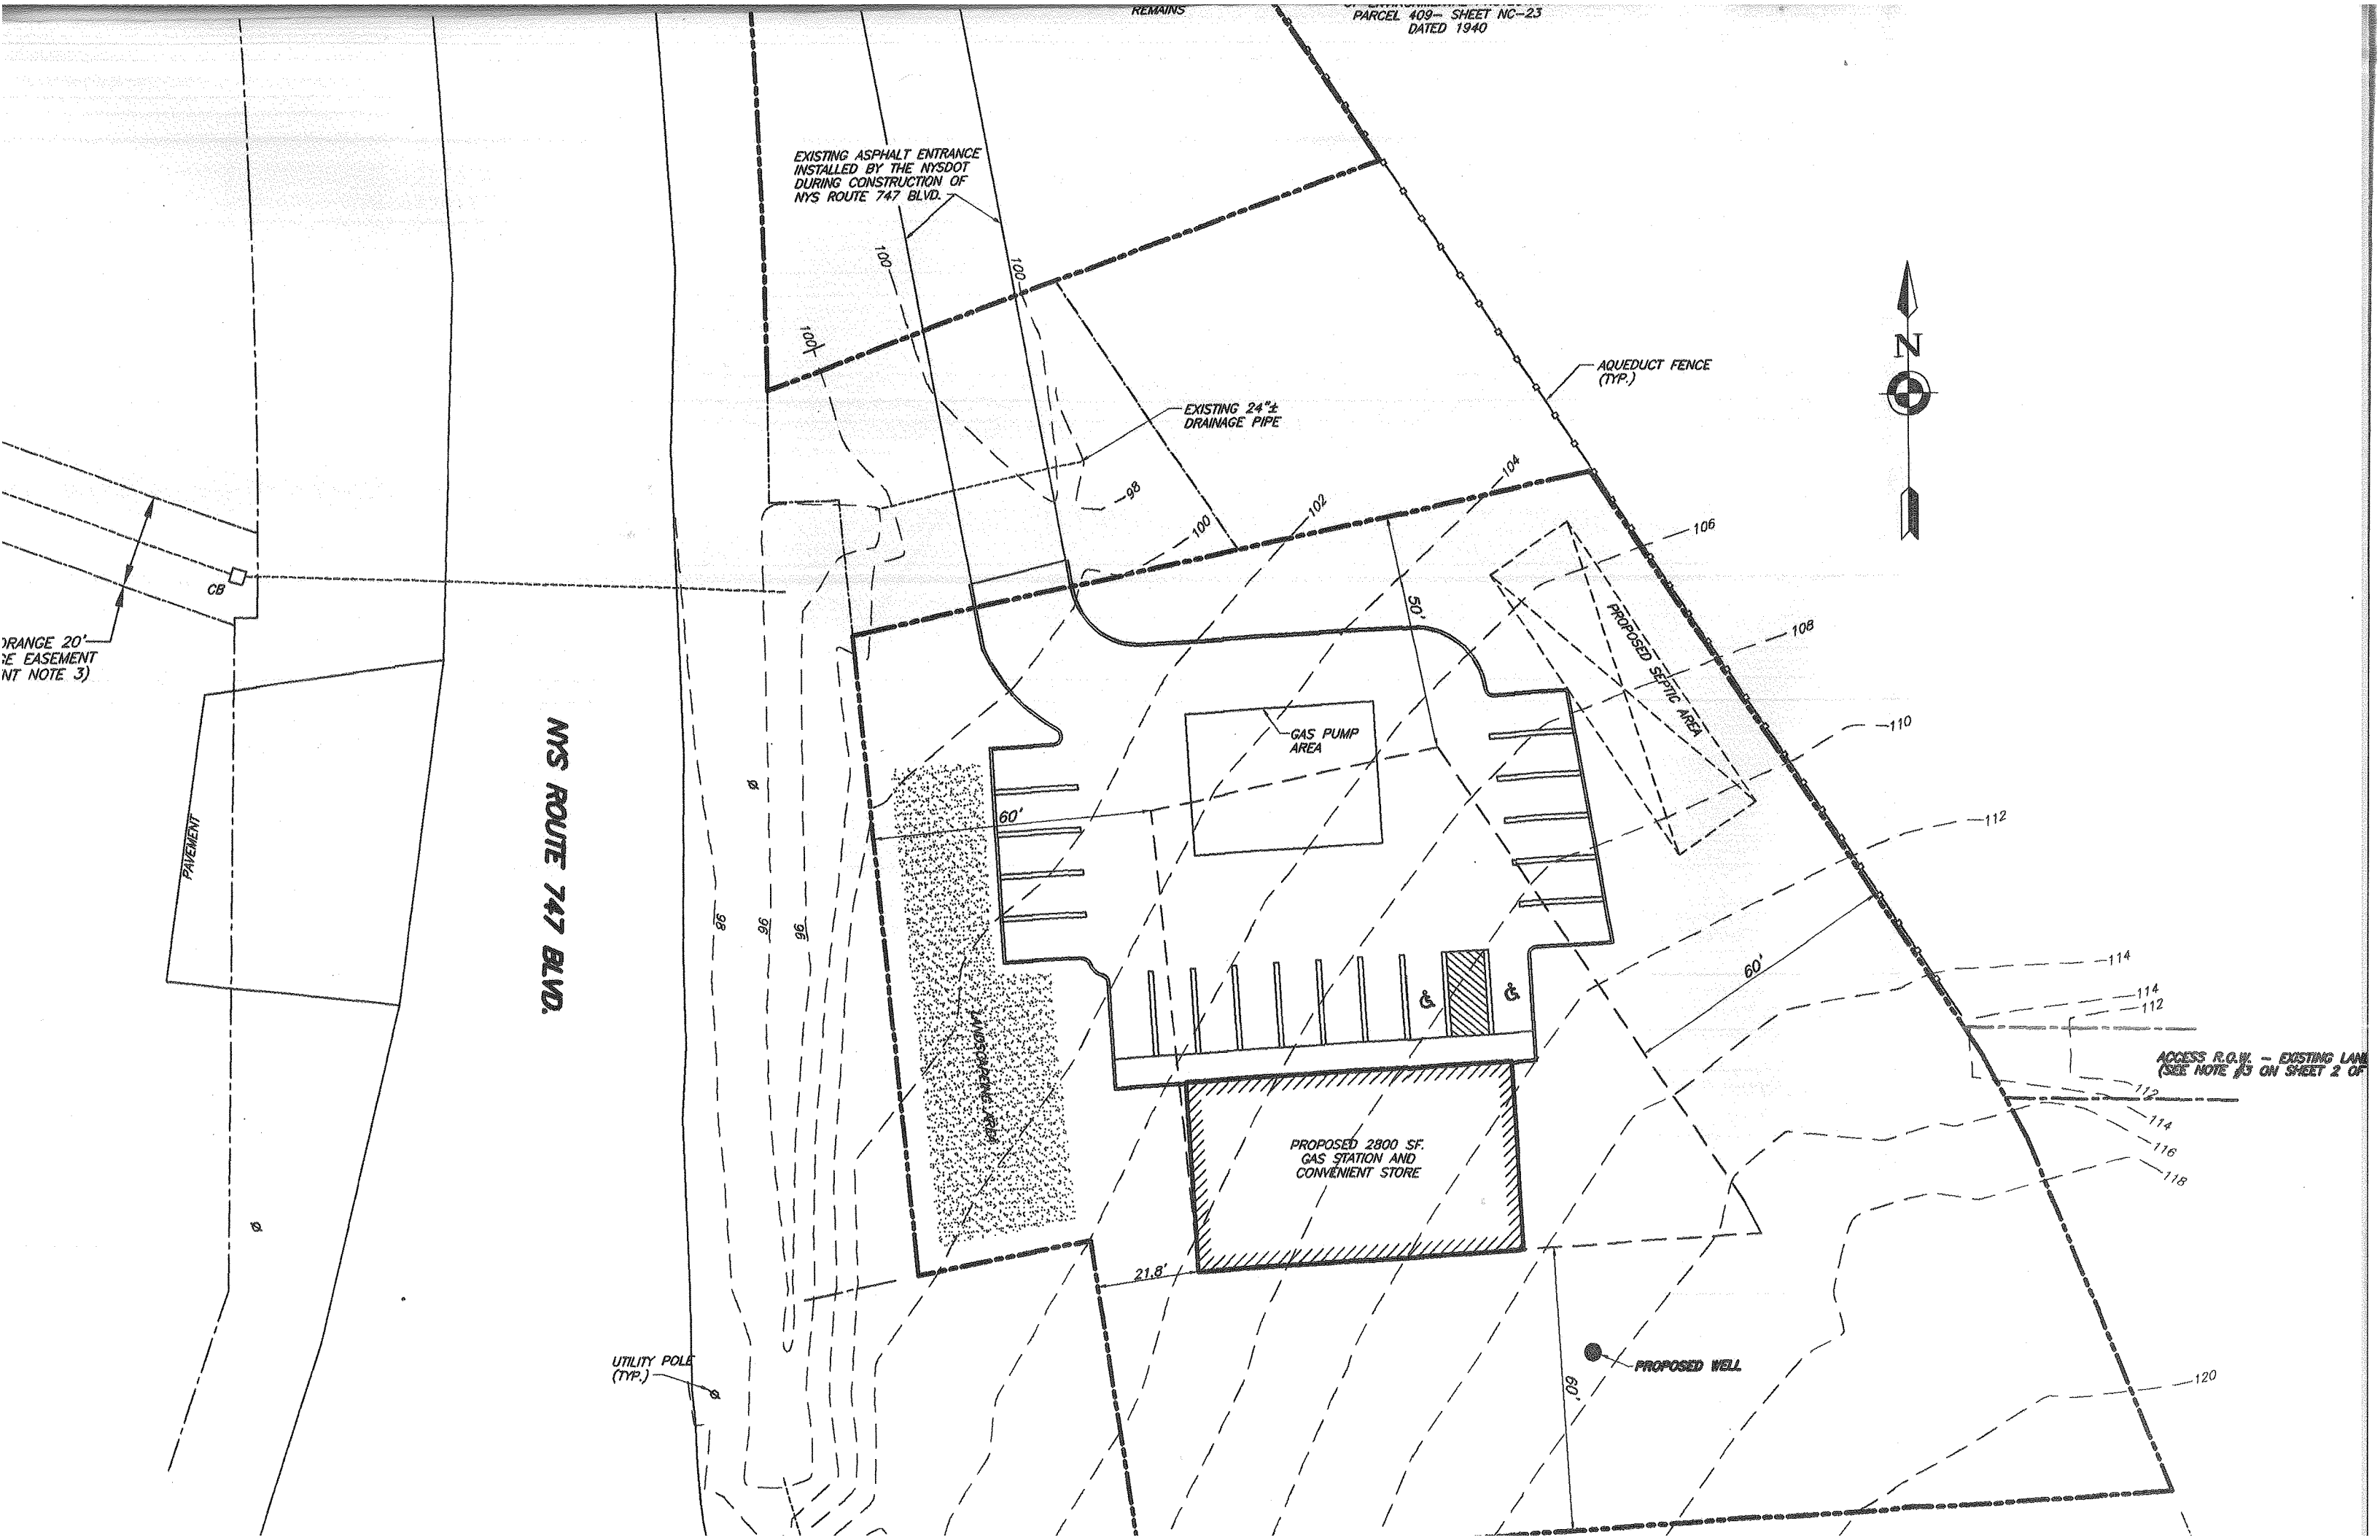 REMAINS
PARCEL 409- SHEET NC-23
DATED 1940
EXISTING ASPHALT ENTRANCE
INSTALLED BY THE NYSDOT
DURING CONSTRUCTION OF
NYS ROUTE 747 BLVD.
100
100
100
N
AQUEDUCT FENCE
(TYP.)
EXISTING 24"±
DRAINAGE PIPE
98
100
102
104
106
108
110
112
114
114
112
112
114
116
118
120
CB
ORANGE 20'
EASEMENT
NOTE 3)
50'
PROPOSED SEPTIC AREA
GAS PUMP
AREA
60'
NYS ROUTE 747 BLVD.
PAVEMENT
98
96
96
60'
LANDSCAPING AREA
ACCESS R.O.W. - EXISTING
(SEE NOTE #3 ON SHEET 2 OF
PROPOSED 2800 SF.
GAS STATION AND
CONVENIENT STORE
21.8'
UTILITY POLE
(TYP.)
PROPOSED WELL
60'